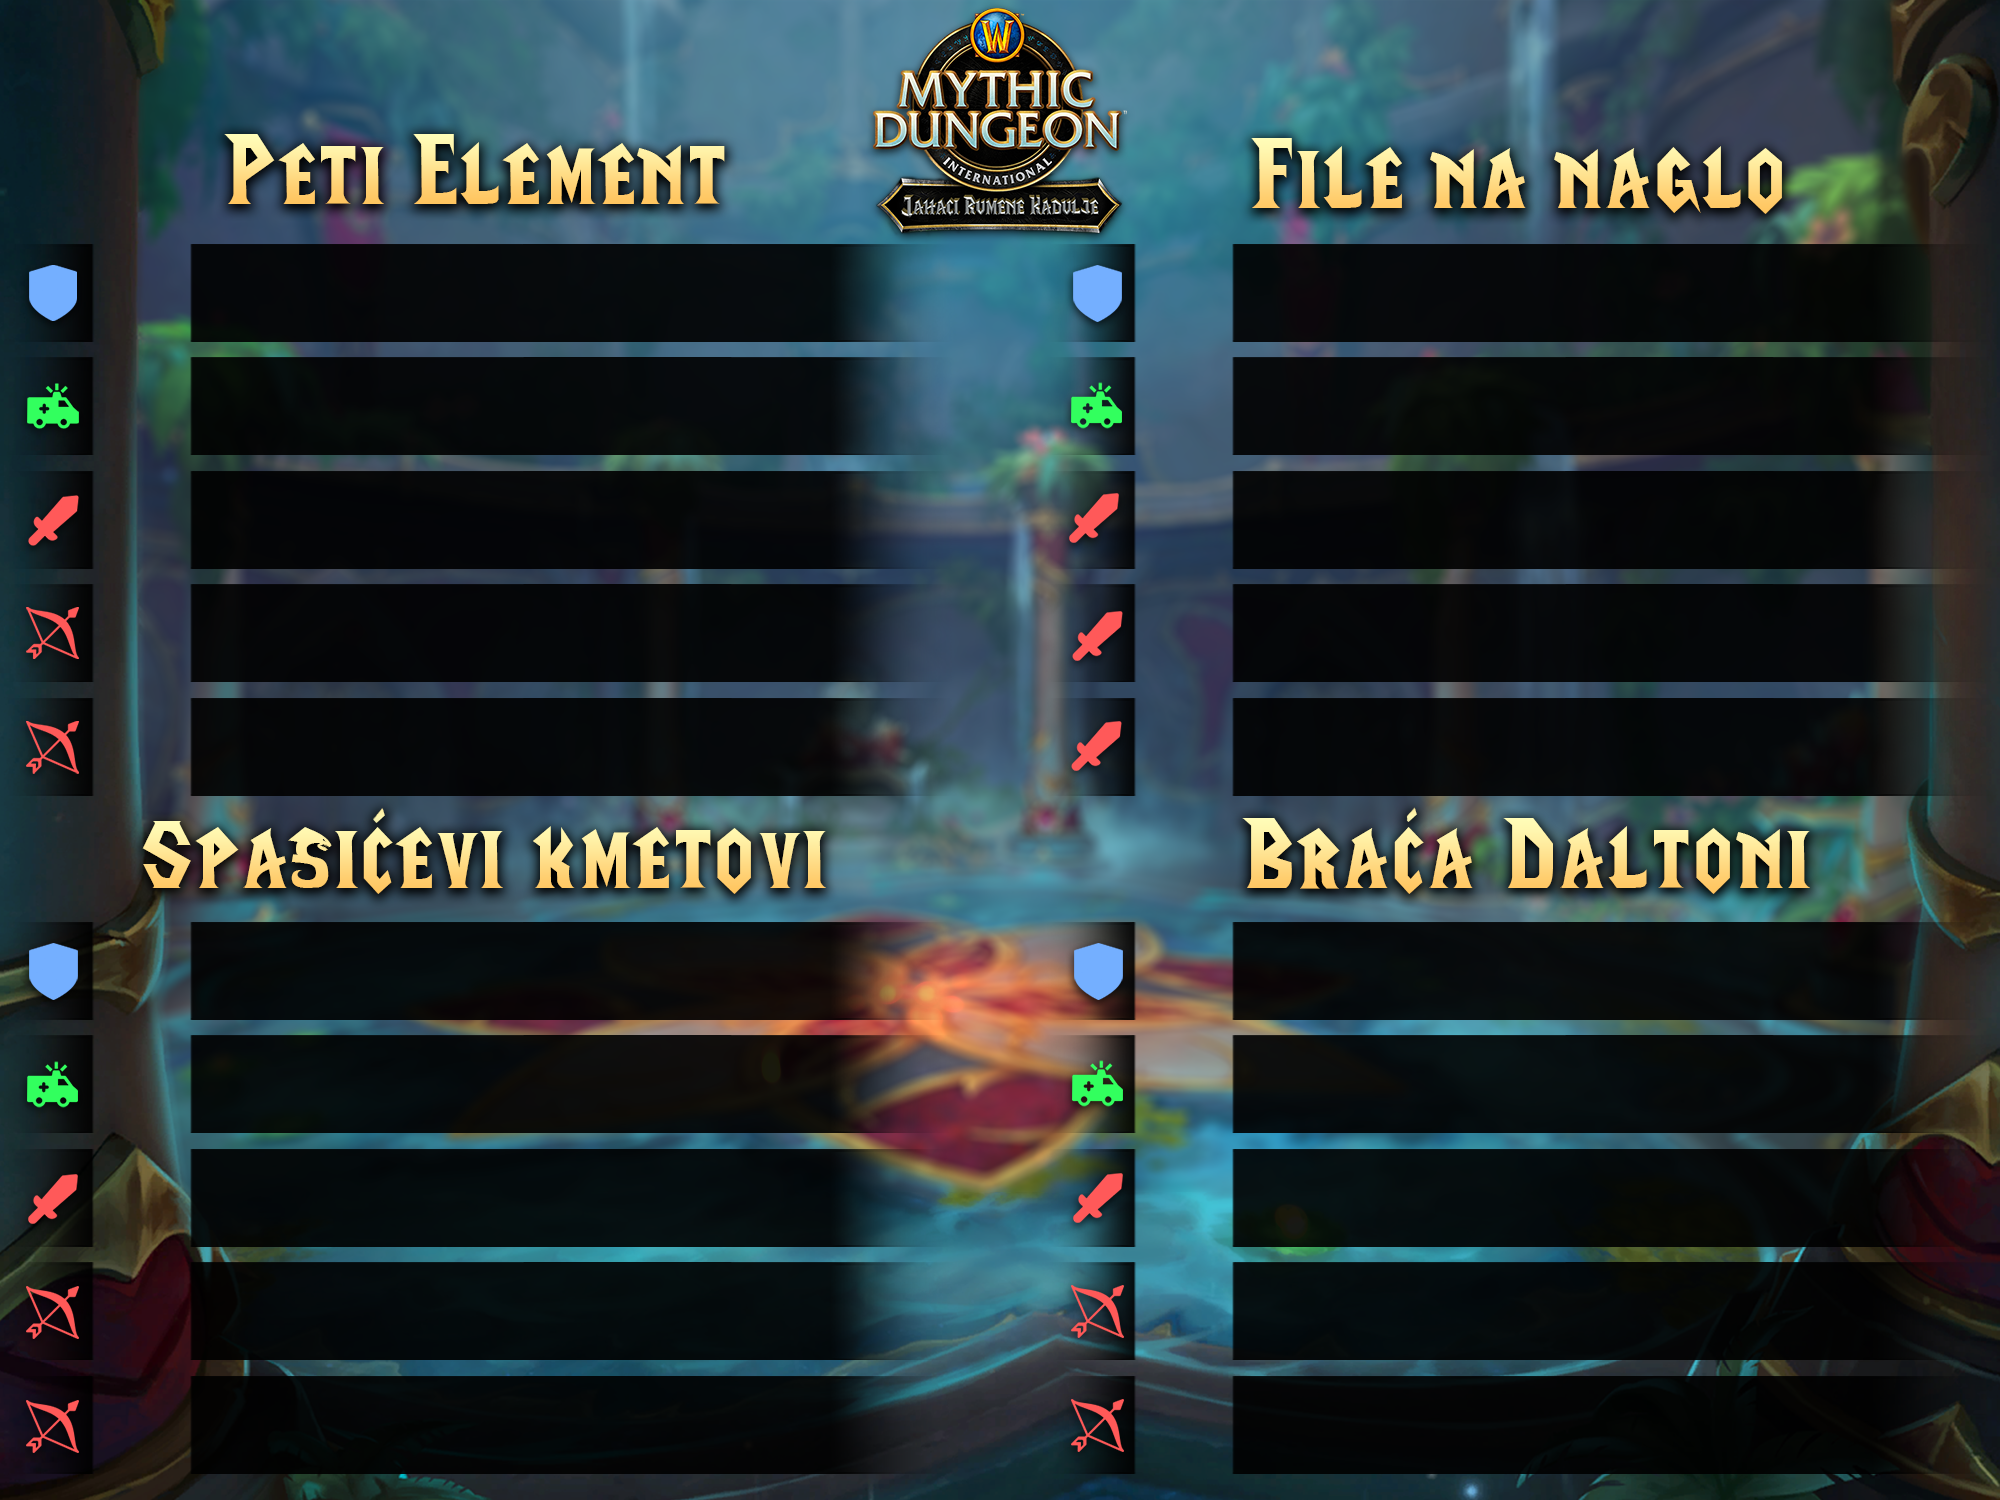 W
MYTHIC
DUNGEON
INTERNATIONAL
JAHACI RUMENE KADULJE
PETI ELEMENT
FILE NA NAGLO
SPASIĆEVI KMETOVI
BRAĆA DALTONI